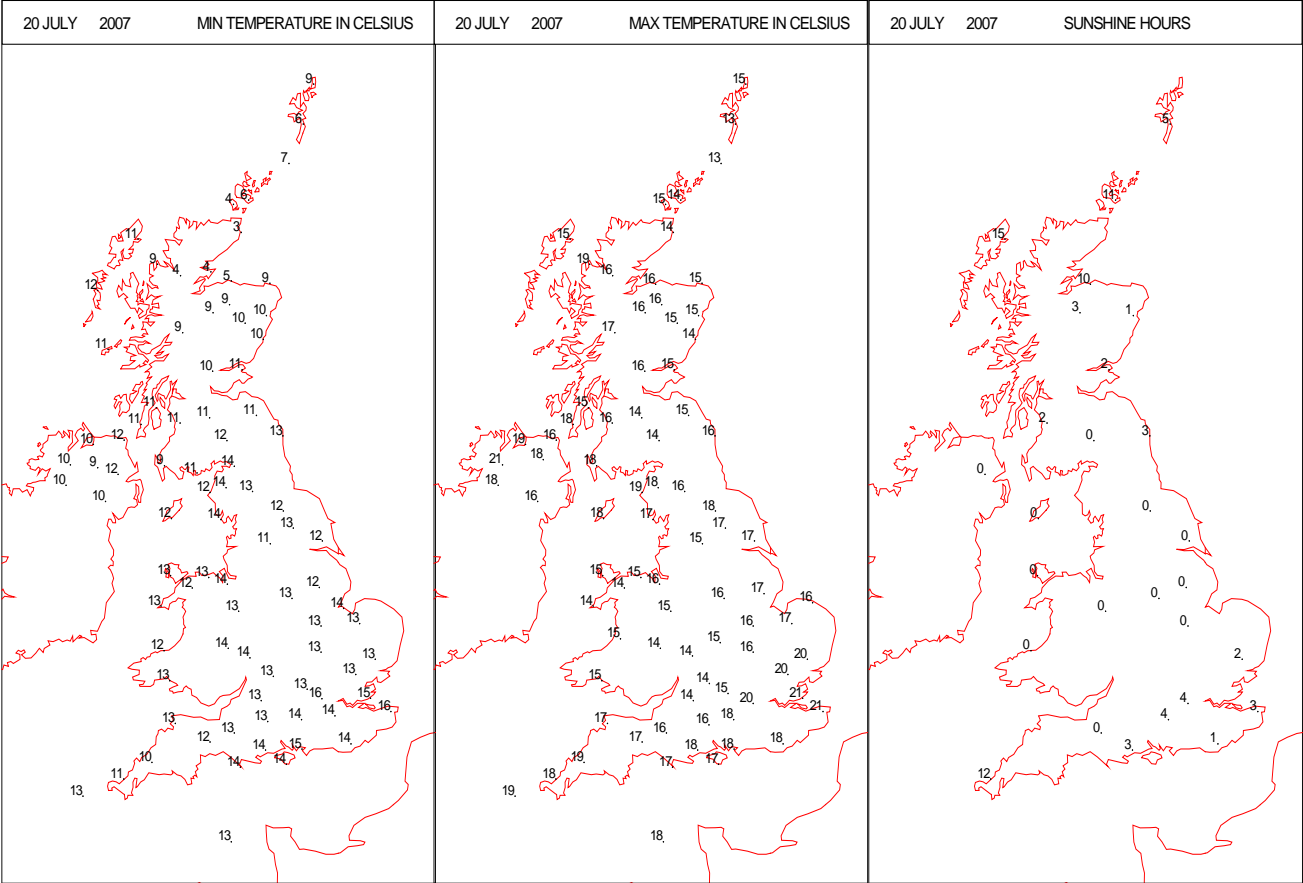 20 JULY 2007 MIN TEMPERATURE IN CELSIUS
9
6
7
4 6
3
11
9
4 4
5 9
12
9
9 10
10
9 10
11
10 11
11
11 11 11 11
10 12 12 13
10 9 12 9 11 14
10 12 14 13
10
12 14 12
13
11 12
13 12 13 14 12
13 13 13 14
13 13
12 14 14 13 13
13 13 13
13 13 16 15
16
13 13 14 14
12 13 14 15 14
10 14 14
11
13
13
20 JULY 2007 MAX TEMPERATURE IN CELSIUS
15
13
13
15 14
14
15
19
16 16 15
16
16 15
15
17 14
16 15
15
18 16 14 15
19 16 14 16
21 18 18
18 19 18 16
16
18 17 18
17
15 17
15 14 15 16 17
14 15 16 16
16 17
15 14 15 16 20
14 20
15 14 15 21
14 20 21
17 16 16 18
17 18 18 18
19 17 17
18
19
18
20 JULY 2007 SUNSHINE HOURS
5
11
15
10
3 1
2
2 0 3
0
0 0
0
0 0 0
0 0
0 2
4 3
0 4
3 1
12